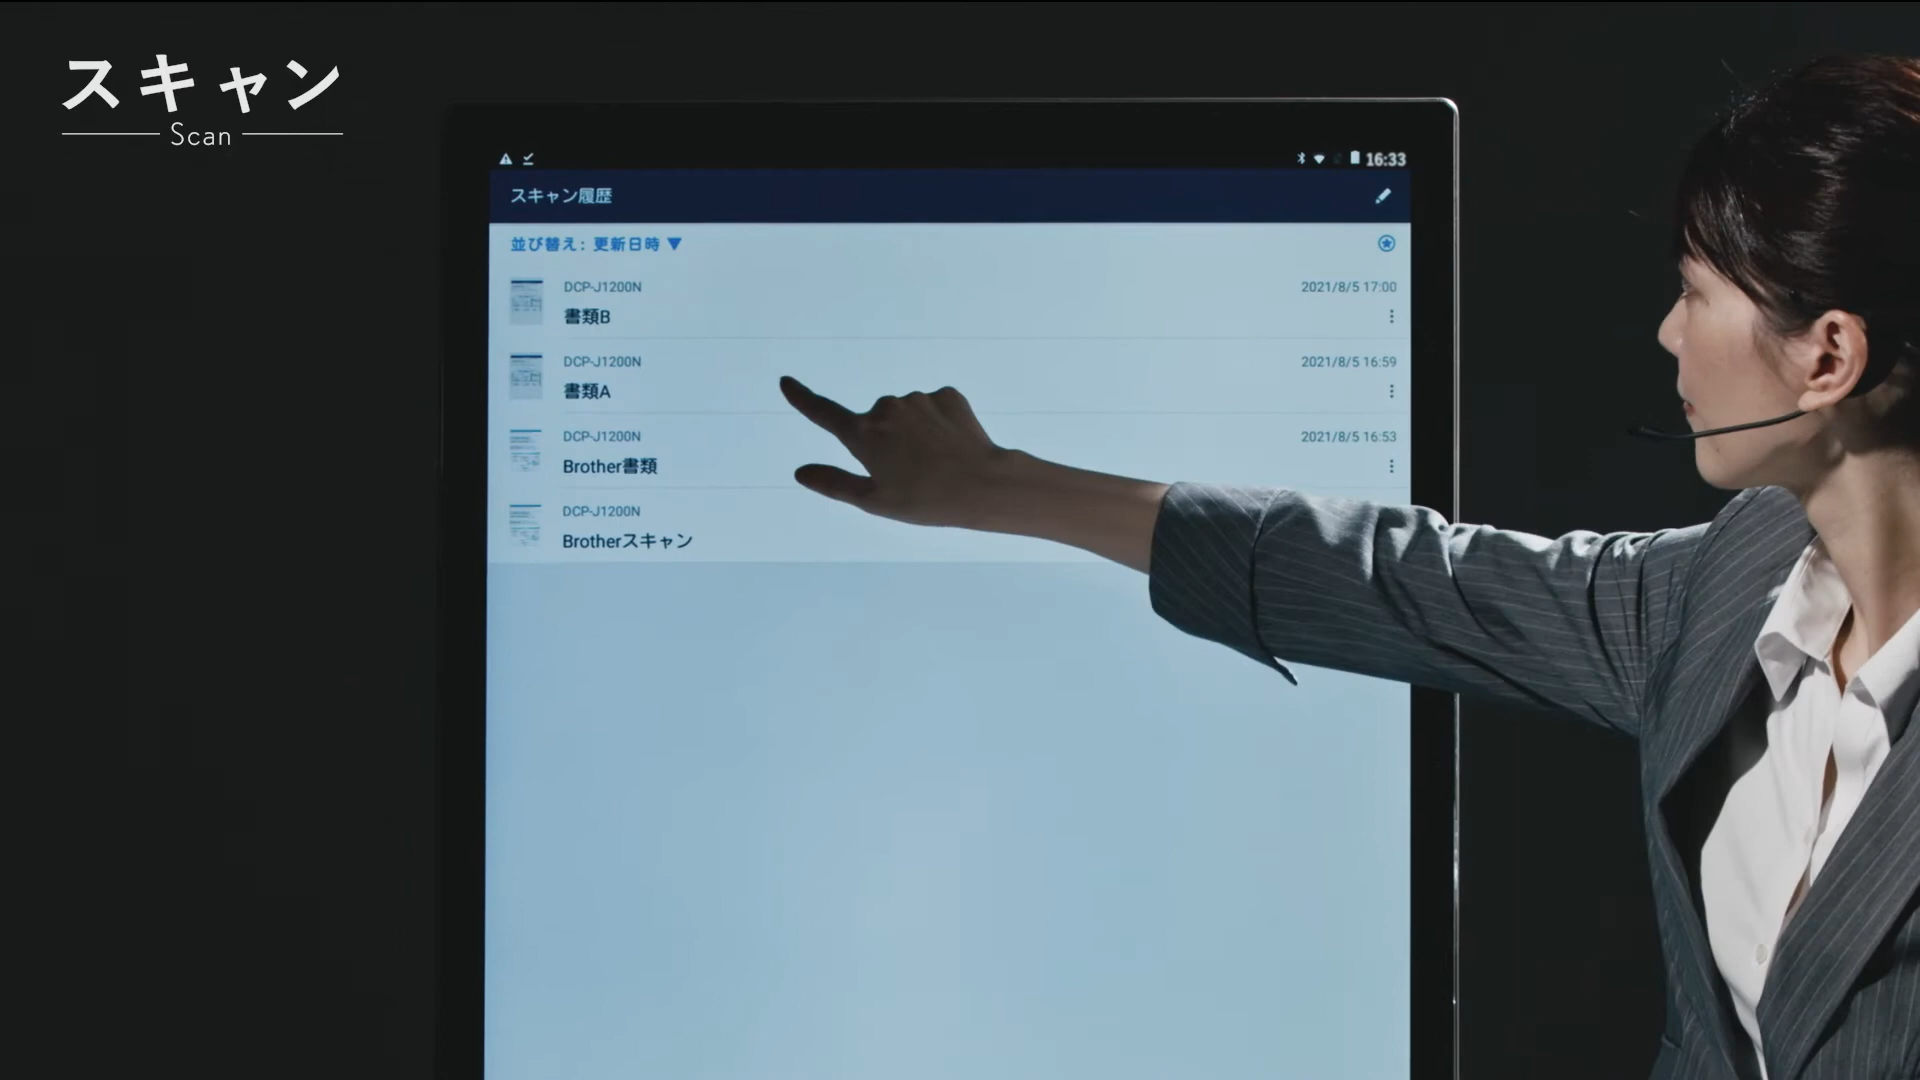 スキャン
Scan
16:33
スキャン履歴
並び替え: 更新日時 ▼
DCP-J1200N 2021/8/5 17:00
書類B
DCP-J1200N 2021/8/5 16:59
書類A
DCP-J1200N 2021/8/5 16:53
Brother書類
DCP-J1200N
Brotherスキャン